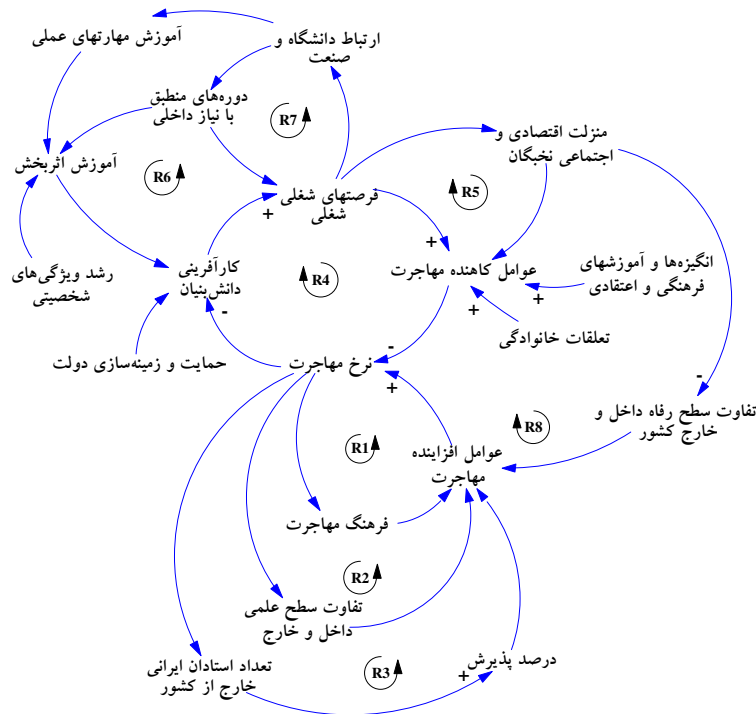 آموزش مهارتهای عملی
ارتباط دانشگاه و
صنعت
دوره‌های منطبق
با نیاز داخلی
R7
منزلت اقتصادی و
اجتماعی نخبگان
آموزش اثربخش
R6
فرصتهای شغلی
شغلی
+
R5
+
رشد ویژگی‌های
شخصیتی
کارآفرینی
دانش‌بنیان
-
R4
عوامل کاهنده مهاجرت
+
+
انگیزه‌ها و آموزشهای
فرهنگی و اعتقادی
تعلقات خانوادگی
حمایت و زمینه‌سازی دولت
نرخ مهاجرت
-
+
-
تفاوت سطح رفاه داخل و
خارج کشور
R8
R1
عوامل افزاینده
مهاجرت
فرهنگ مهاجرت
R2
تفاوت سطح علمی
داخل و خارج
R3
تعداد استادان ایرانی
خارج از کشور
+
درصد پذیرش